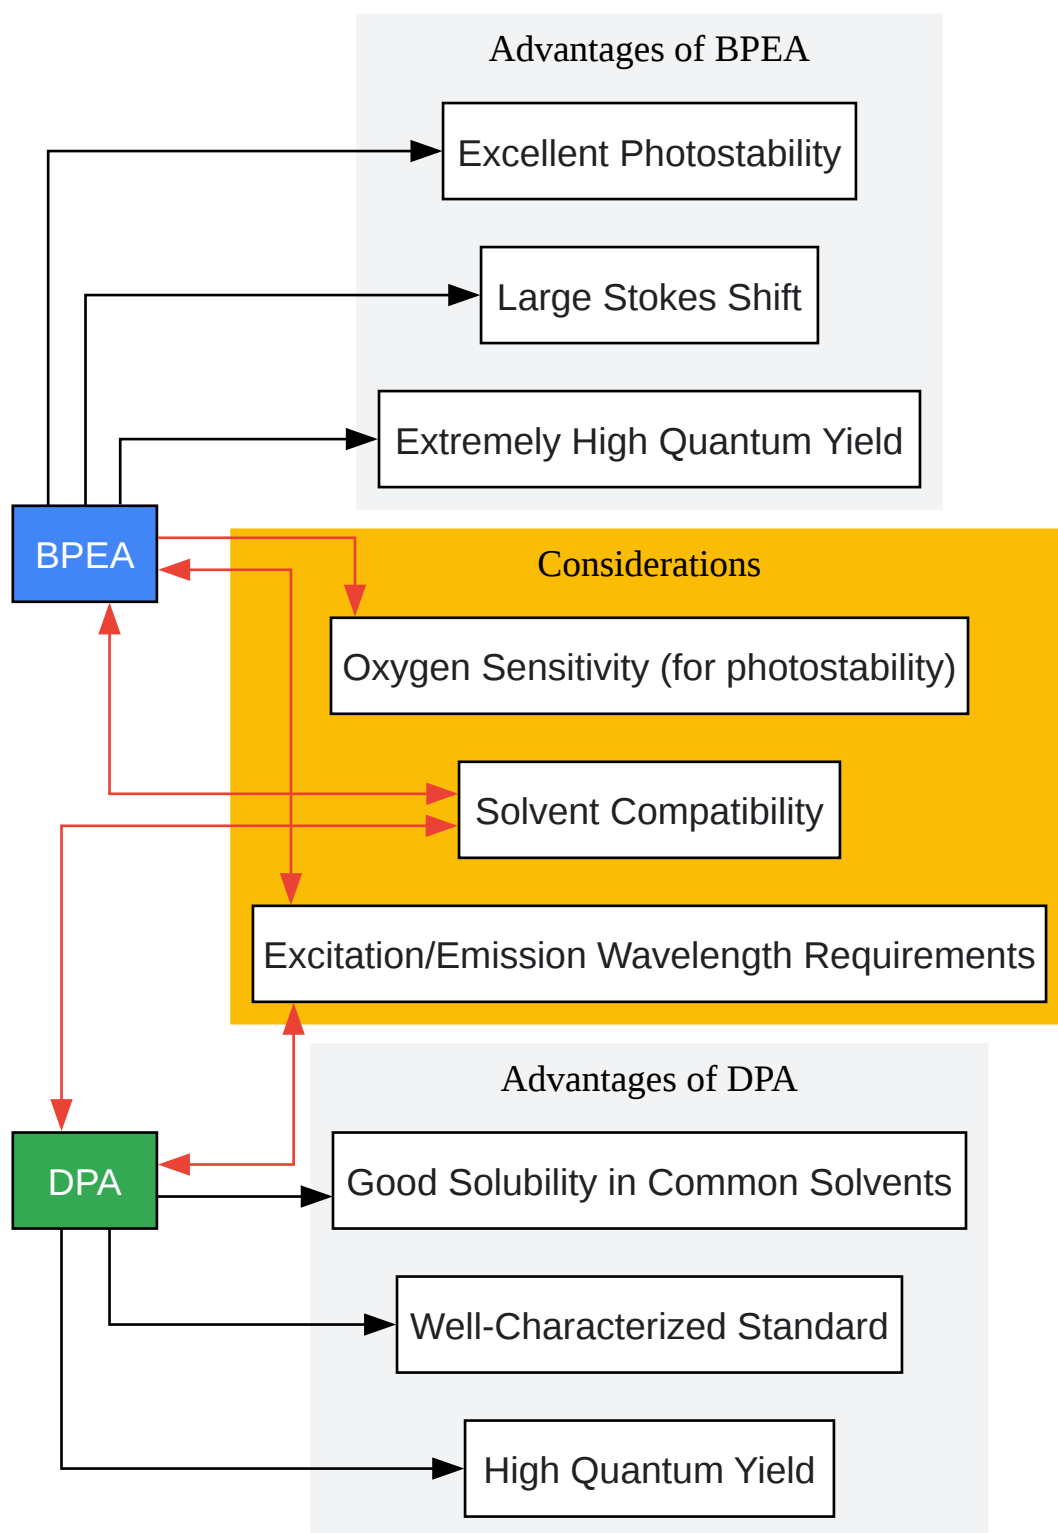 Advantages of BPEA
Excellent Photostability
Large Stokes Shift
Extremely High Quantum Yield
BPEA
Considerations
Oxygen Sensitivity (for photostability)
Solvent Compatibility
Excitation/Emission Wavelength Requirements
Advantages of DPA
DPA
Good Solubility in Common Solvents
Well-Characterized Standard
High Quantum Yield